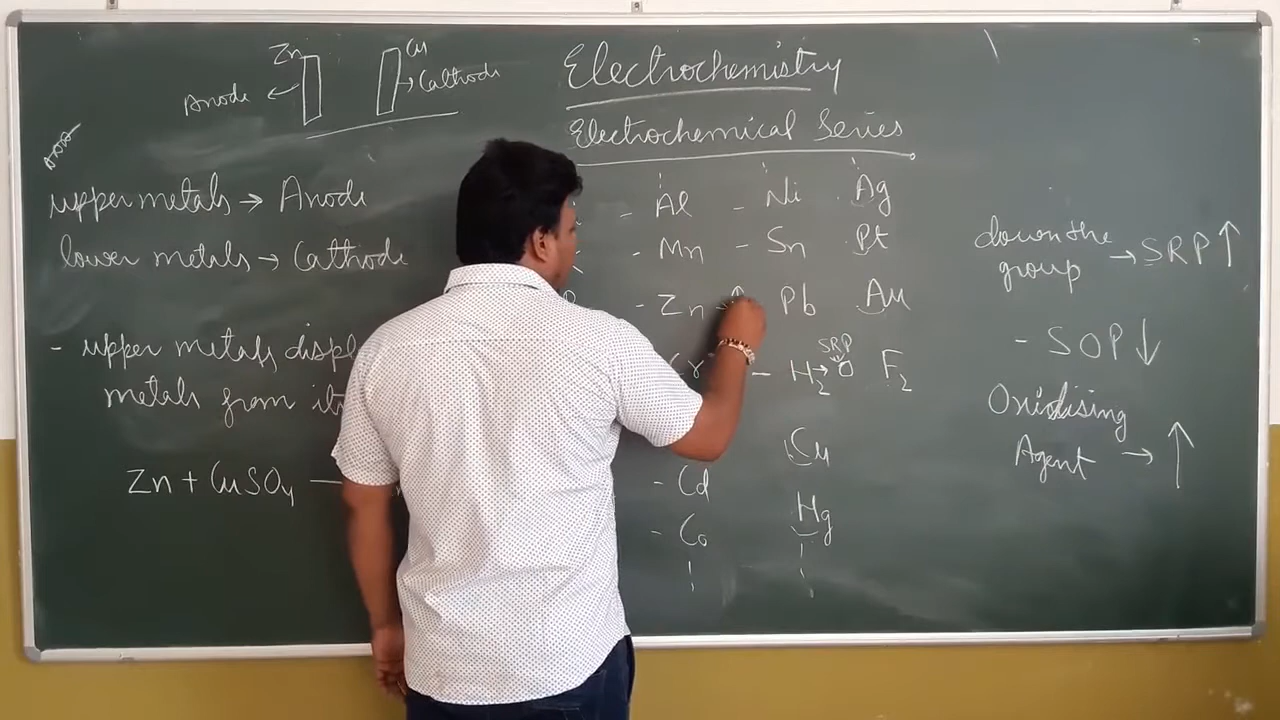 Electrochemistry
Electrochemical Series
Zn
Cu
Anode ←
→ Cathode
upper metals → Anode
lower metals → Cathode
- upper metals
metals from
Zn + CuSO4 —
- Al
- Mn
- Zn
Cr
- Cd
- Co
- Ni
- Sn
Pb
- H2 → 0
SRP
Cu
Hg
Ag
Pt
Au
F2
down the
group → SRP ↑
- SOP ↓
Oxidising
Agent → ↑